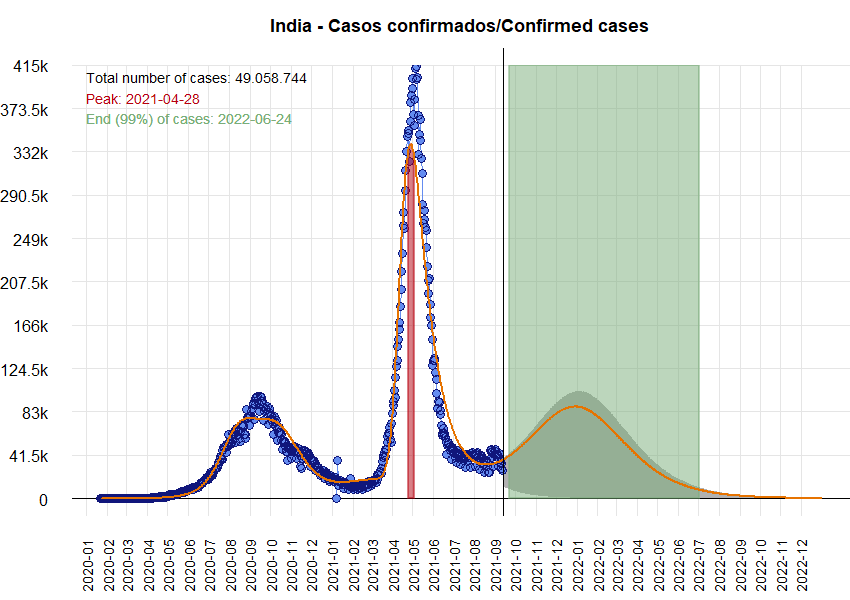 India - Casos confirmados/Confirmed cases
415k
Total number of cases: 49.058.744
Peak: 2021-04-28
373.5k
End (99%) of cases: 2022-06-24
332k
290.5k
249k
207.5k
166k
124.5k
83k
41.5k
0
2020-01
2020-02
2020-03
2020-04
2020-05
2020-06
2020-07
2020-08
2020-09
2020-10
2020-11
2020-12
2021-01
2021-02
2021-03
2021-04
2021-05
2021-06
2021-07
2021-08
2021-09
2021-10
2021-11
2021-12
2022-01
2022-02
2022-03
2022-04
2022-05
2022-06
2022-07
2022-08
2022-09
2022-10
2022-11
2022-12